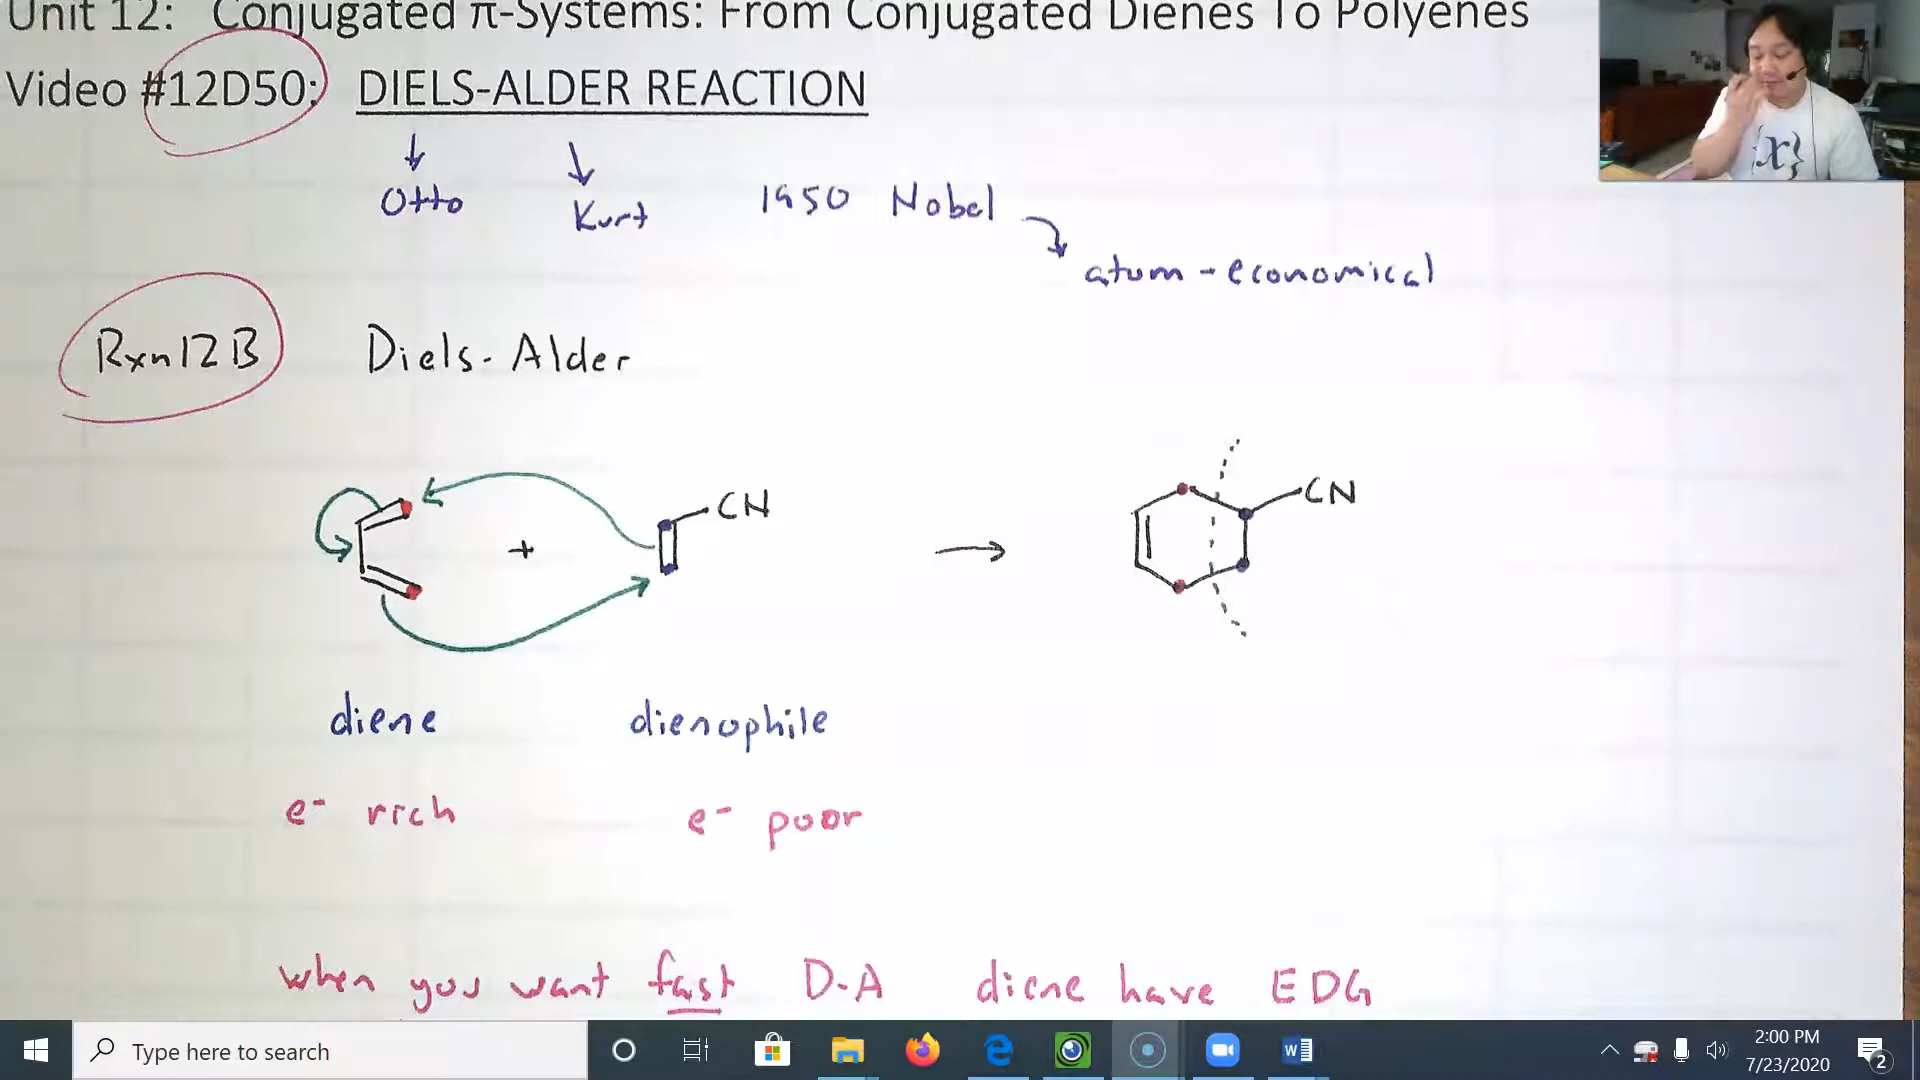 Unit 12: Conjugated π-Systems: From Conjugated Dienes To Polyenes
Video #12D50: DIELS-ALDER REACTION
Otto Kurt 1950 Nobel
atom-economical
Rxn12B Diels-Alder
+ CN → CN
diene dienophile
e⁻ rich e⁻ poor
when you want fast D-A diene have EDG
Type here to search
2:00 PM
7/23/2020
2
{x}